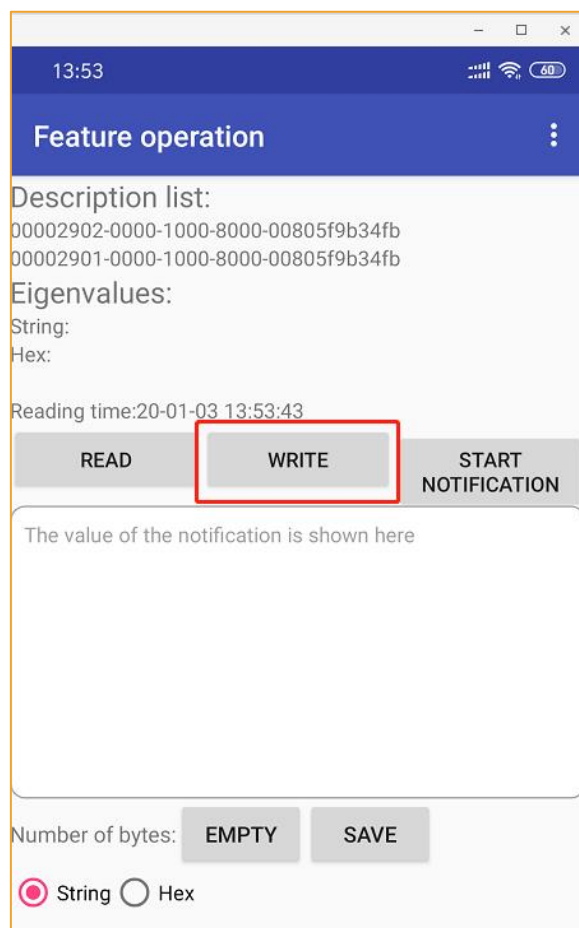 13:53
60
Feature operation
Description list:
00002902-0000-1000-8000-00805f9b34fb
00002901-0000-1000-8000-00805f9b34fb
Eigenvalues:
String:
Hex:
Reading time:20-01-03 13:53:43
READ WRITE START
NOTIFICATION
The value of the notification is shown here
Number of bytes: EMPTY SAVE
String Hex